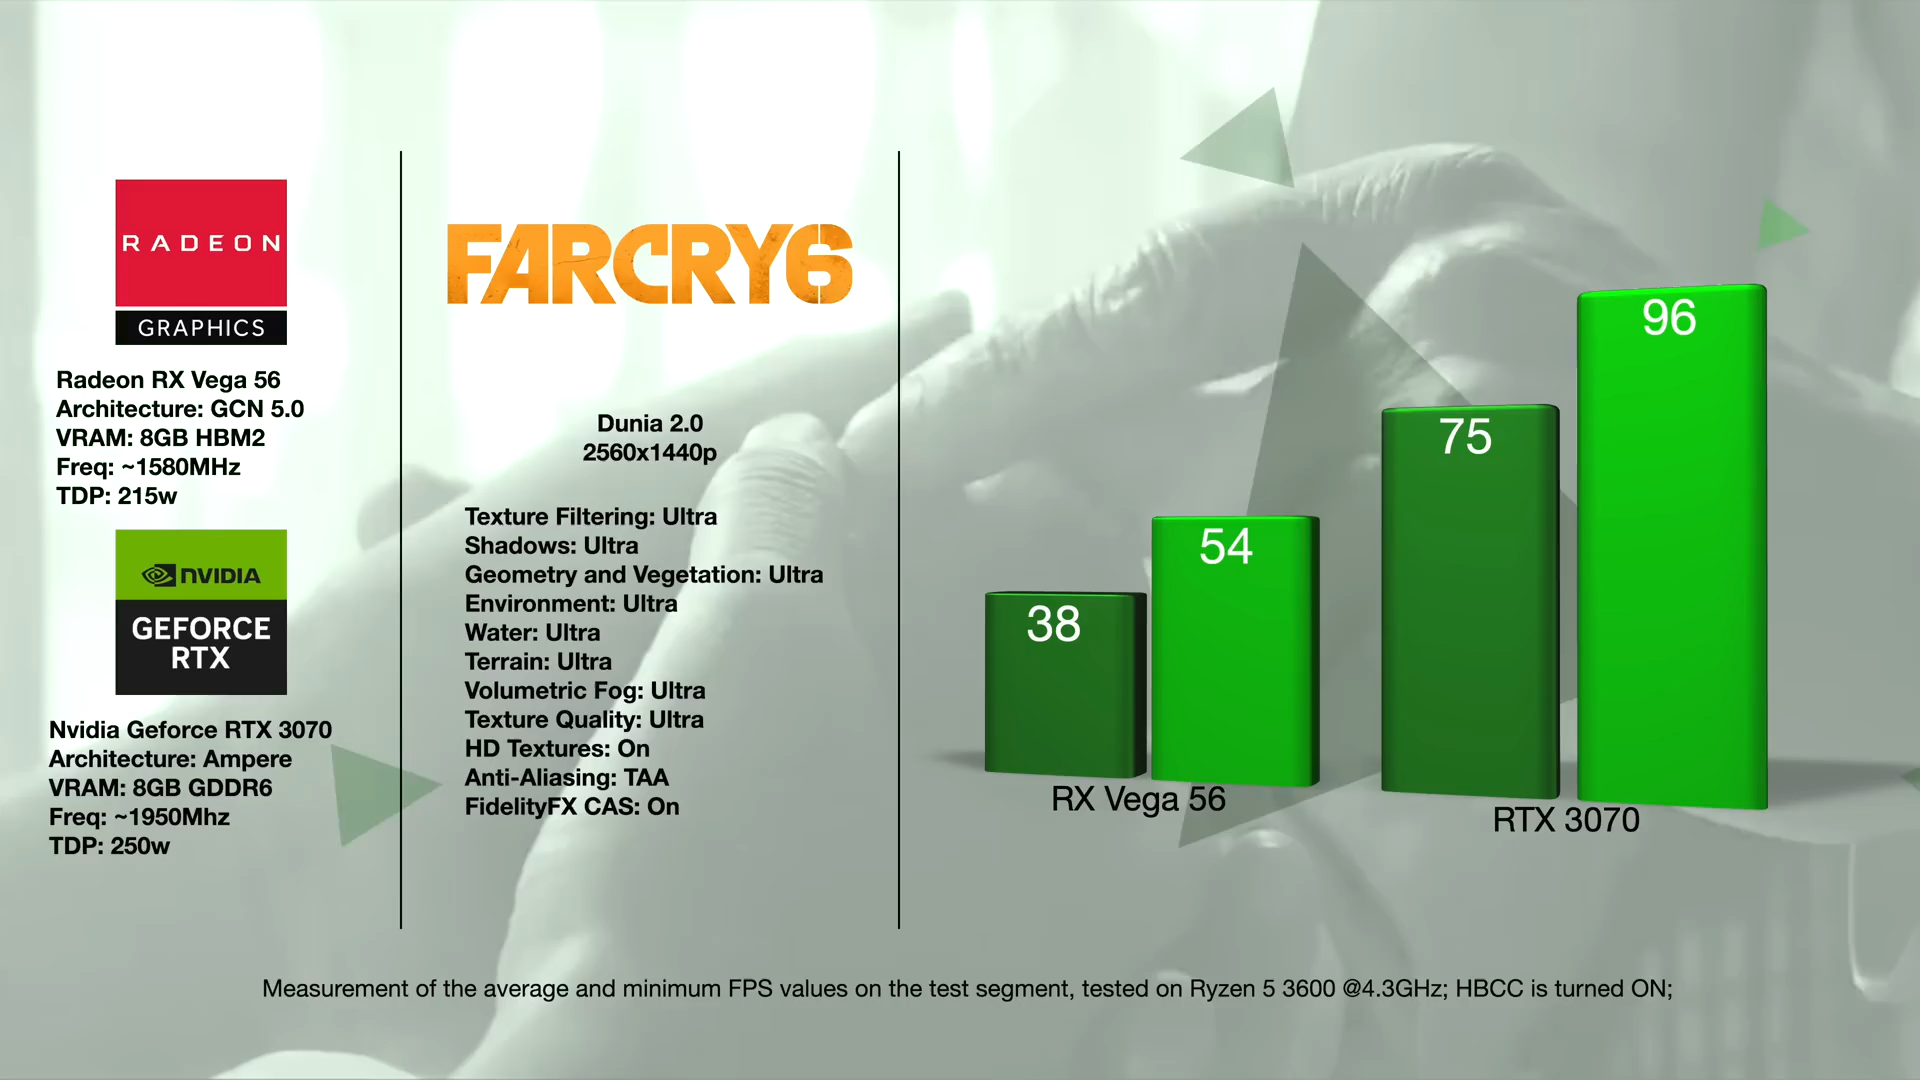 RADEON
GRAPHICS
Radeon RX Vega 56
Architecture: GCN 5.0
VRAM: 8GB HBM2
Freq: ~1580MHz
TDP: 215w
NVIDIA
GEFORCE
RTX
Nvidia Geforce RTX 3070
Architecture: Ampere
VRAM: 8GB GDDR6
Freq: ~1950Mhz
TDP: 250w
FARCRY6
Dunia 2.0
2560x1440p
Texture Filtering: Ultra
Shadows: Ultra
Geometry and Vegetation: Ultra
Environment: Ultra
Water: Ultra
Terrain: Ultra
Volumetric Fog: Ultra
Texture Quality: Ultra
HD Textures: On
Anti-Aliasing: TAA
FidelityFX CAS: On
38
54
75
96
RX Vega 56
RTX 3070
Measurement of the average and minimum FPS values on the test segment, tested on Ryzen 5 3600 @4.3GHz; HBCC is turned ON;